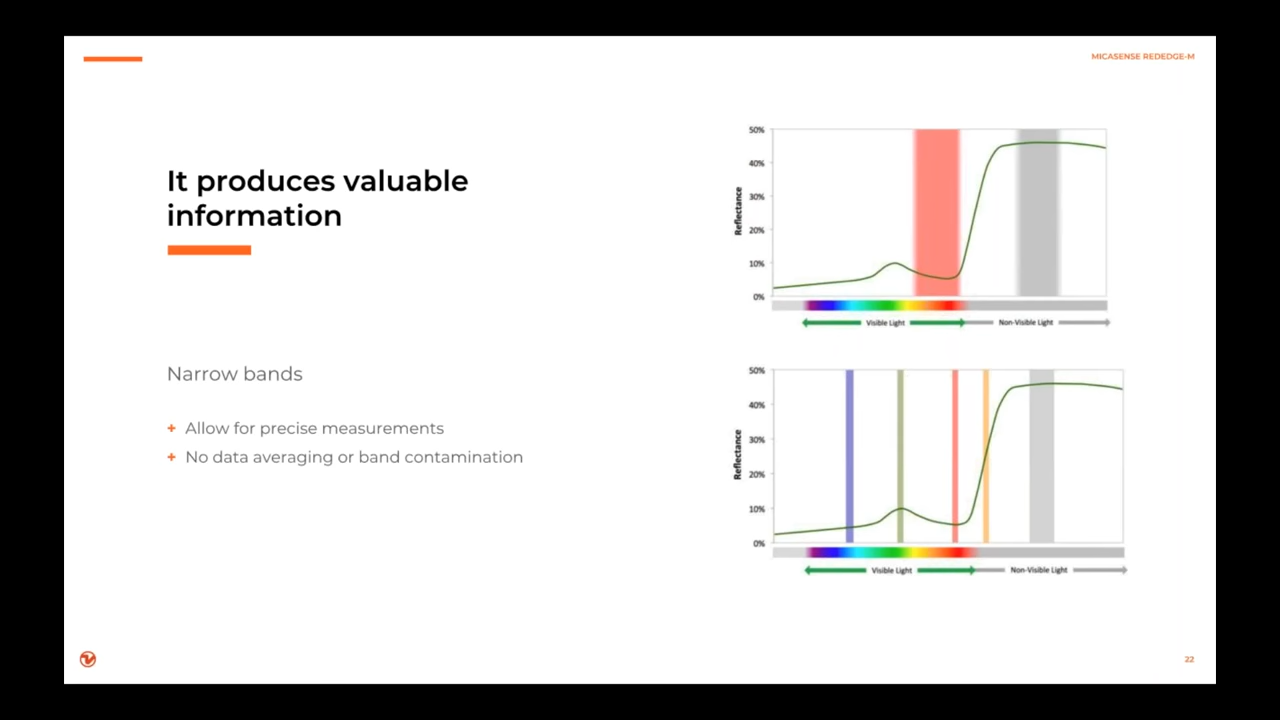 MICASENSE REDEDGE-M
It produces valuable
information
Narrow bands
+ Allow for precise measurements
+ No data averaging or band contamination
50%
40%
30%
20%
10%
0%
Reflectance
Visible Light
Non-Visible Light
50%
40%
30%
20%
10%
0%
Reflectance
Visible Light
Non-Visible Light
22